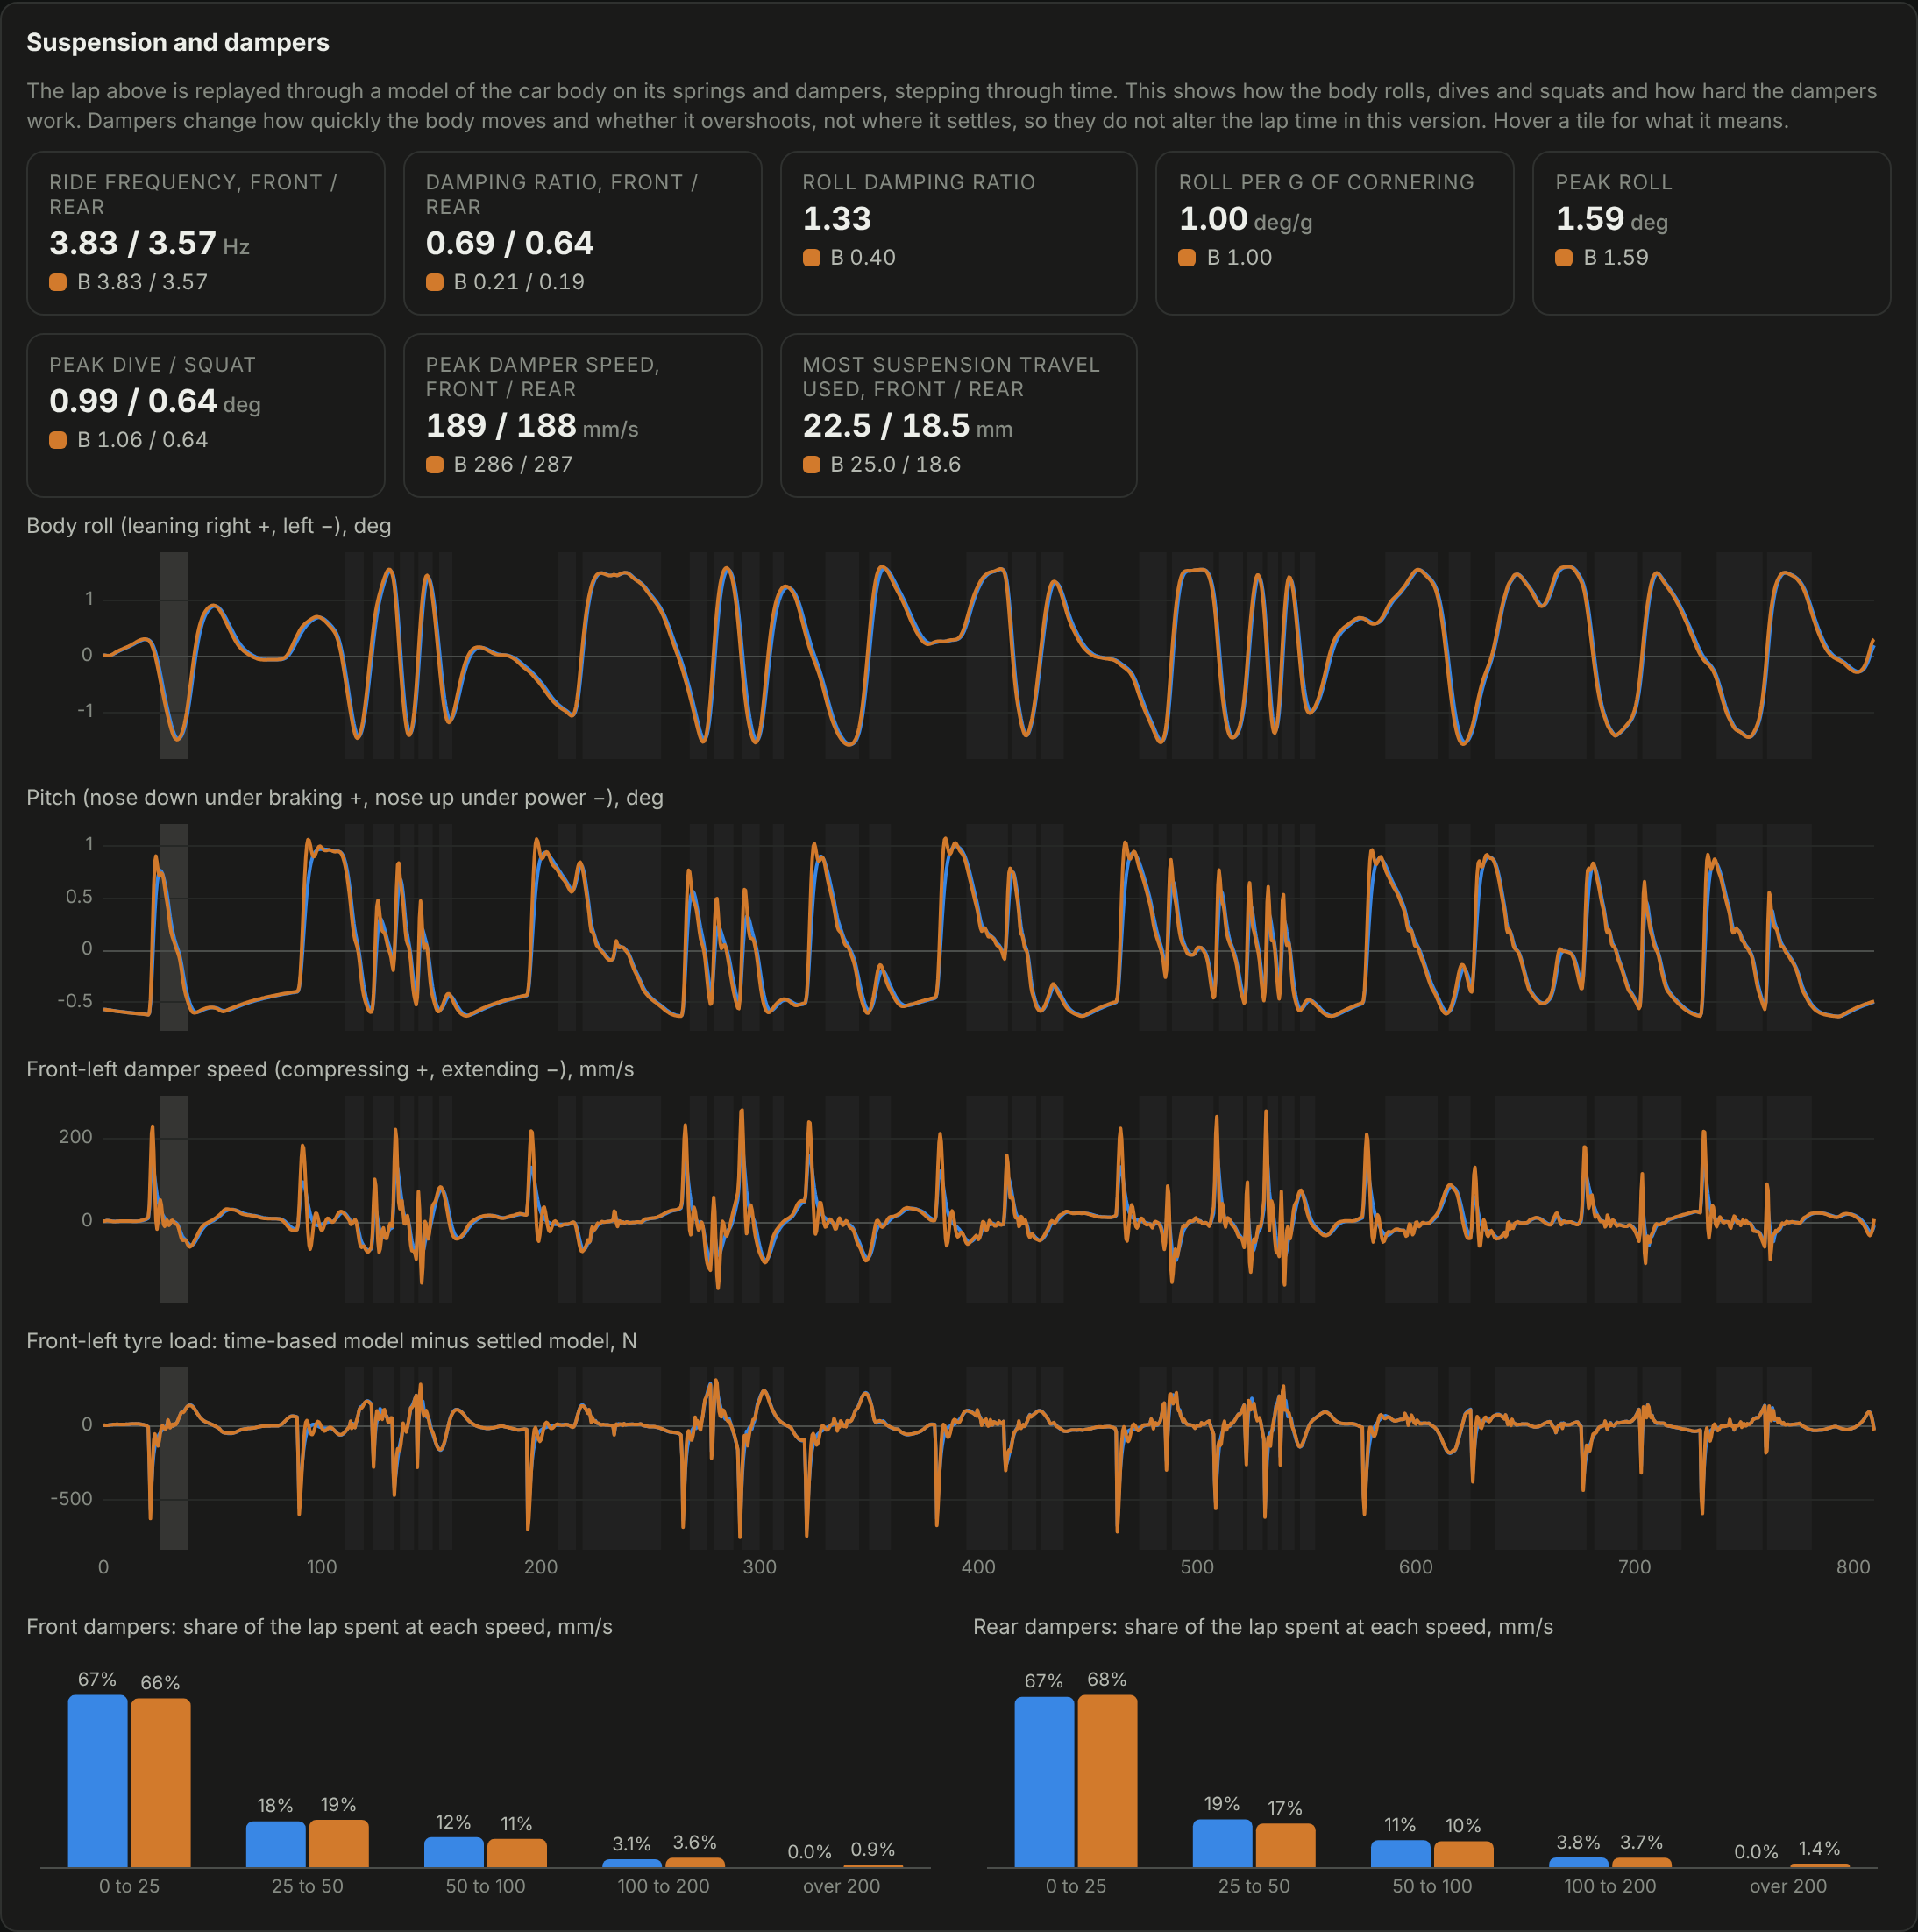 Suspension and dampers
The lap above is replayed through a model of the car body on its springs and dampers, stepping through time. This shows how the body rolls, dives and squats and how hard the dampers
work. Dampers change how quickly the body moves and whether it overshoots, not where it settles, so they do not alter the lap time in this version. Hover a tile for what it means.
RIDE FREQUENCY, FRONT /
REAR
3.83 / 3.57 Hz
B 3.83 / 3.57
DAMPING RATIO, FRONT /
REAR
0.69 / 0.64
B 0.21 / 0.19
ROLL DAMPING RATIO
1.33
B 0.40
ROLL PER G OF CORNERING
1.00 deg/g
B 1.00
PEAK ROLL
1.59 deg
B 1.59
PEAK DIVE / SQUAT
0.99 / 0.64 deg
B 1.06 / 0.64
PEAK DAMPER SPEED,
FRONT / REAR
189 / 188 mm/s
B 286 / 287
MOST SUSPENSION TRAVEL
USED, FRONT / REAR
22.5 / 18.5 mm
B 25.0 / 18.6
Body roll (leaning right +, left −), deg
1
0
-1
Pitch (nose down under braking +, nose up under power −), deg
1
0.5
0
-0.5
Front-left damper speed (compressing +, extending −), mm/s
200
0
Front-left tyre load: time-based model minus settled model, N
0
-500
0 100 200 300 400 500 600 700 800
Front dampers: share of the lap spent at each speed, mm/s
67% 66% 18% 19% 12% 11% 3.1% 3.6% 0.0% 0.9%
0 to 25 25 to 50 50 to 100 100 to 200 over 200
Rear dampers: share of the lap spent at each speed, mm/s
67% 68% 19% 17% 11% 10% 3.8% 3.7% 0.0% 1.4%
0 to 25 25 to 50 50 to 100 100 to 200 over 200